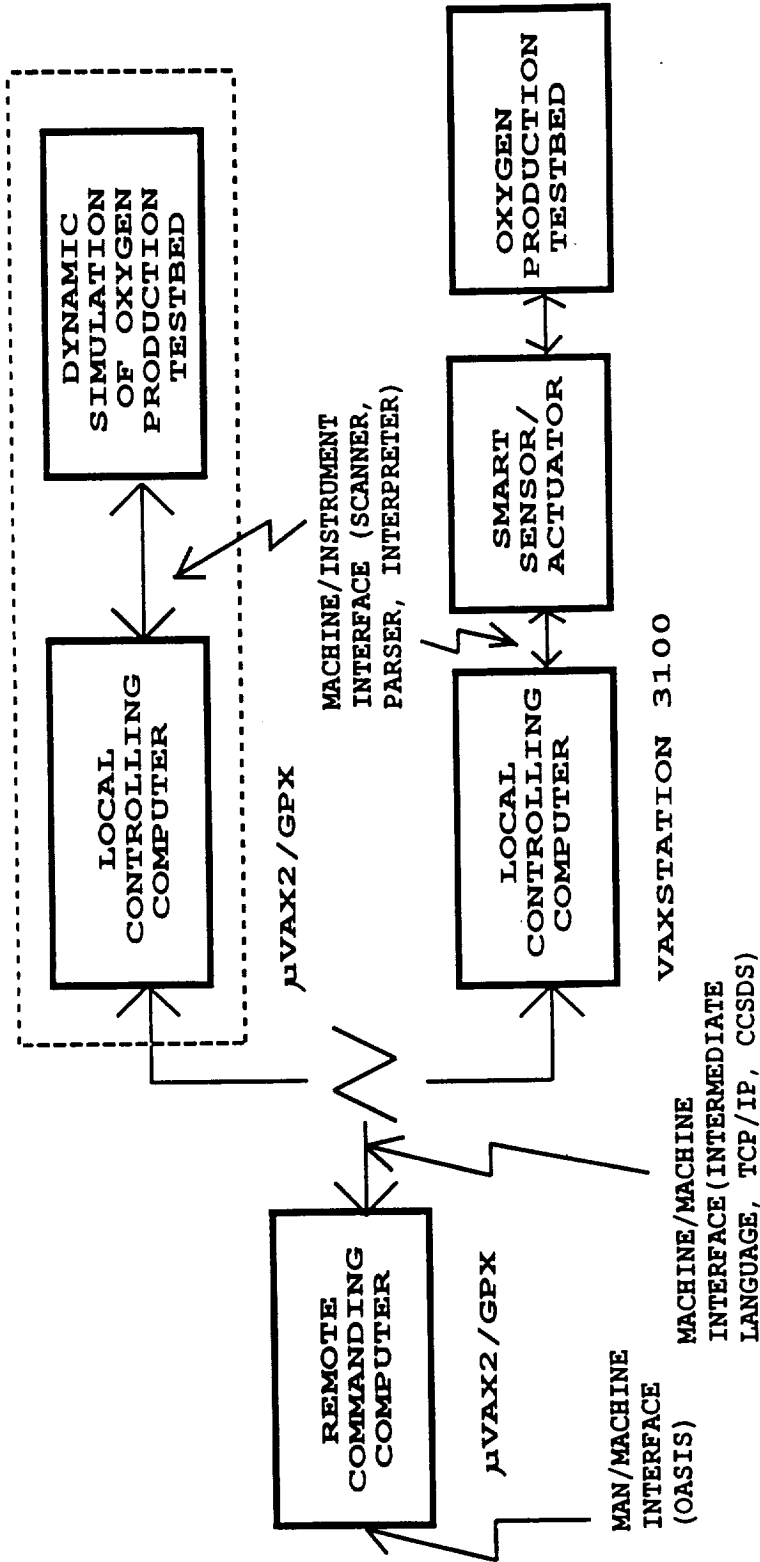 DYNAMIC
SIMULATION
OF OXYGEN
PRODUCTION
TESTBED
LOCAL
CONTROLLING
COMPUTER
µVAX2/GPX
MACHINE/INSTRUMENT
INTERFACE (SCANNER,
PARSER, INTERPRETER)
REMOTE
COMMANDING
COMPUTER
µVAX2/GPX
MAN/MACHINE
INTERFACE
(OASIS)
MACHINE/MACHINE
INTERFACE(INTERMEDIATE
LANGUAGE, TCP/IP, CCSDS)
LOCAL
CONTROLLING
COMPUTER
VAXSTATION 3100
SMART
SENSOR/
ACTUATOR
OXYGEN
PRODUCTION
TESTBED